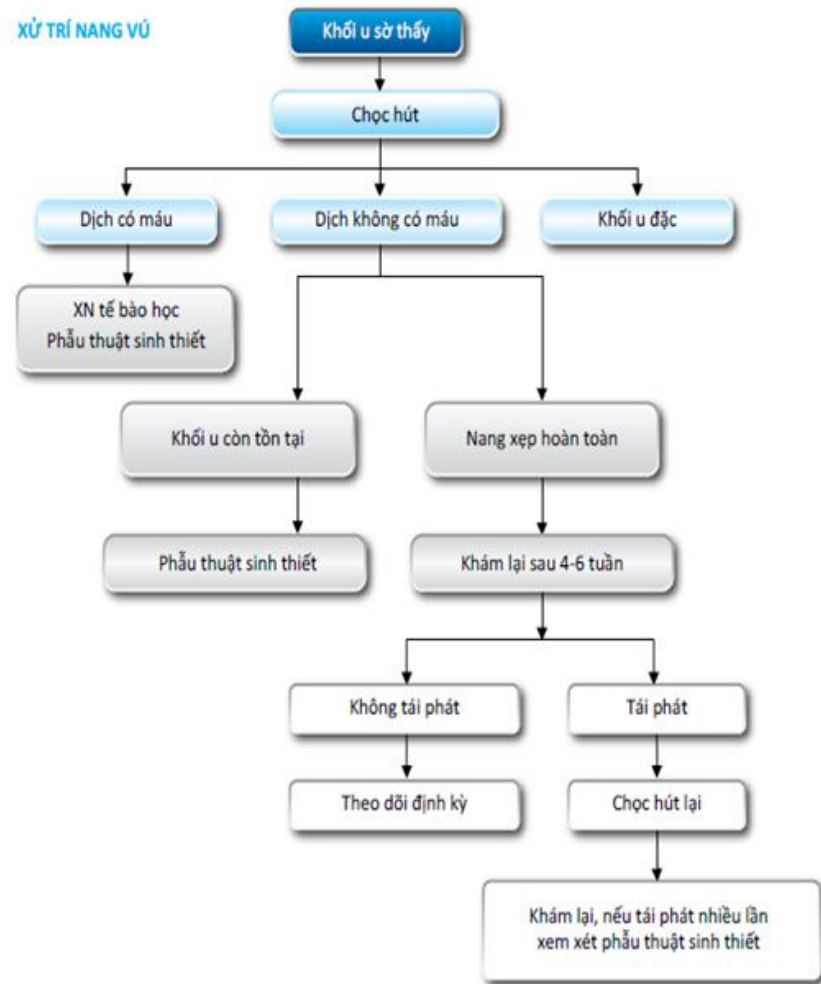 XỬ TRÍ NANG VÚ
Khối u sờ thấy
Chọc hút
Dịch có máu
Dịch không có máu
Khối u đặc
XN tế bào học
Phẫu thuật sinh thiết
Khối u còn tồn tại
Nang xẹp hoàn toàn
Phẫu thuật sinh thiết
Khám lại sau 4-6 tuần
Không tái phát
Tái phát
Theo dõi định kỳ
Chọc hút lại
Khám lại, nếu tái phát nhiều lần
xem xét phẫu thuật sinh thiết